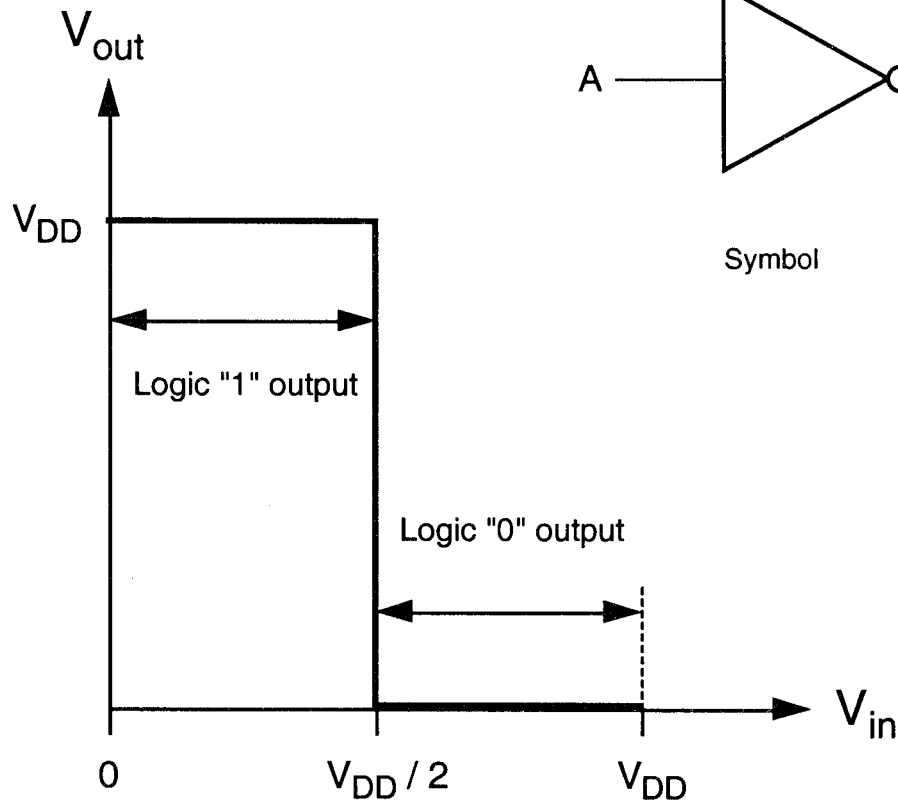 V_out
A
V_DD
Symbol
Logic "1" output
Logic "0" output
V_in
0
V_DD / 2
V_DD